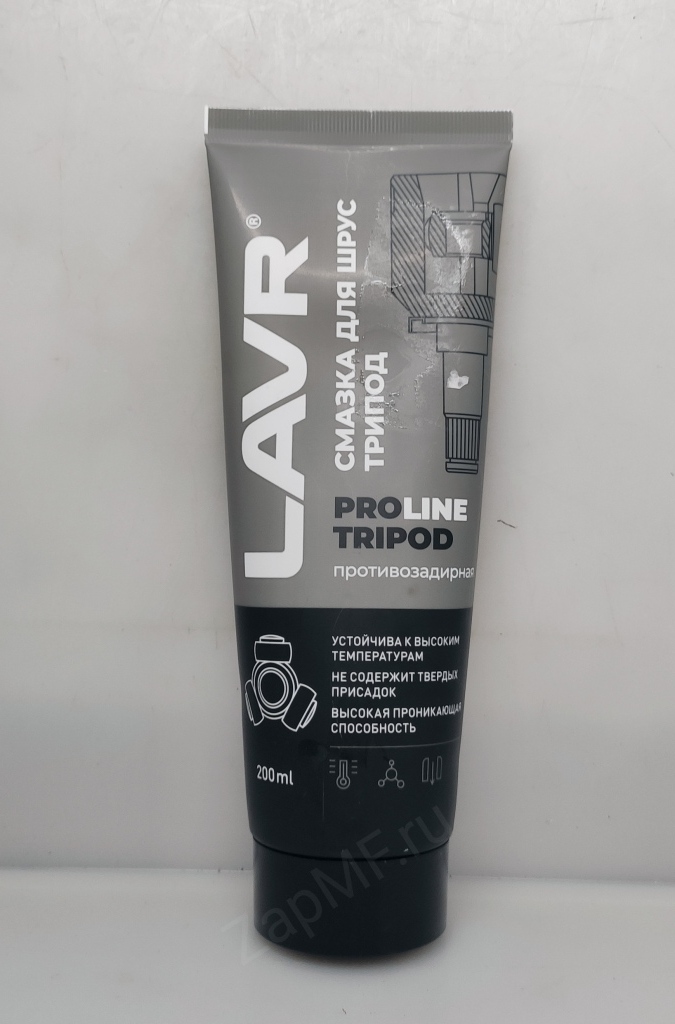 LAVR®
СМАЗКА ДЛЯ ШРУС
ТРИПОД
PROLINE
TRIPOD
противозадирная
УСТОЙЧИВА К ВЫСОКИМ
ТЕМПЕРАТУРАМ
НЕ СОДЕРЖИТ ТВЕРДЫХ
ПРИСАДОК
ВЫСОКАЯ ПРОНИКАЮЩАЯ
СПОСОБНОСТЬ
200ml
ZapMF.ru